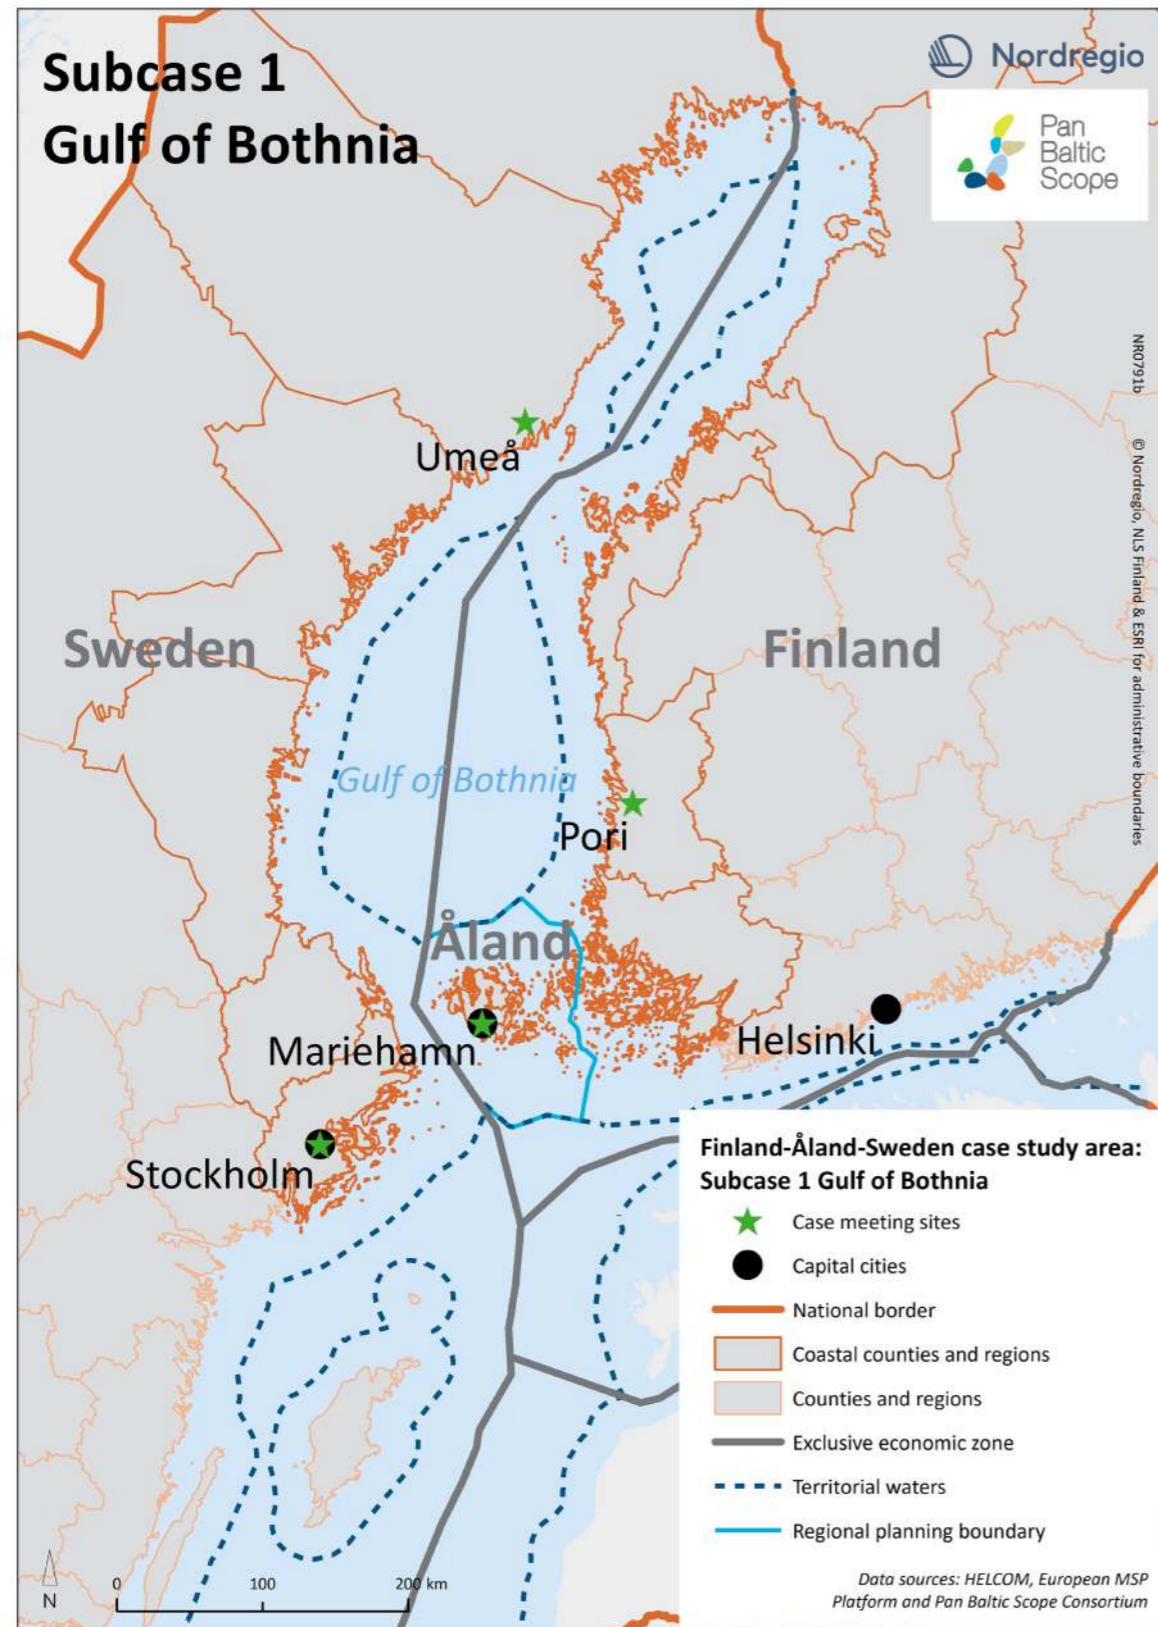 Subcase 1
Gulf of Bothnia
Nordregio
Pan
Baltic
Scope
NR0791b © Nordregio, NLS Finland & ESRI for administrative boundaries
Umeå
Sweden
Finland
Gulf of Bothnia
Pori
Åland
Mariehamn
Helsinki
Stockholm
Finland-Åland-Sweden case study area:
Subcase 1 Gulf of Bothnia
Case meeting sites
Capital cities
National border
Coastal counties and regions
Counties and regions
Exclusive economic zone
Territorial waters
Regional planning boundary
Data sources: HELCOM, European MSP
Platform and Pan Baltic Scope Consortium
N
0 100 200 km